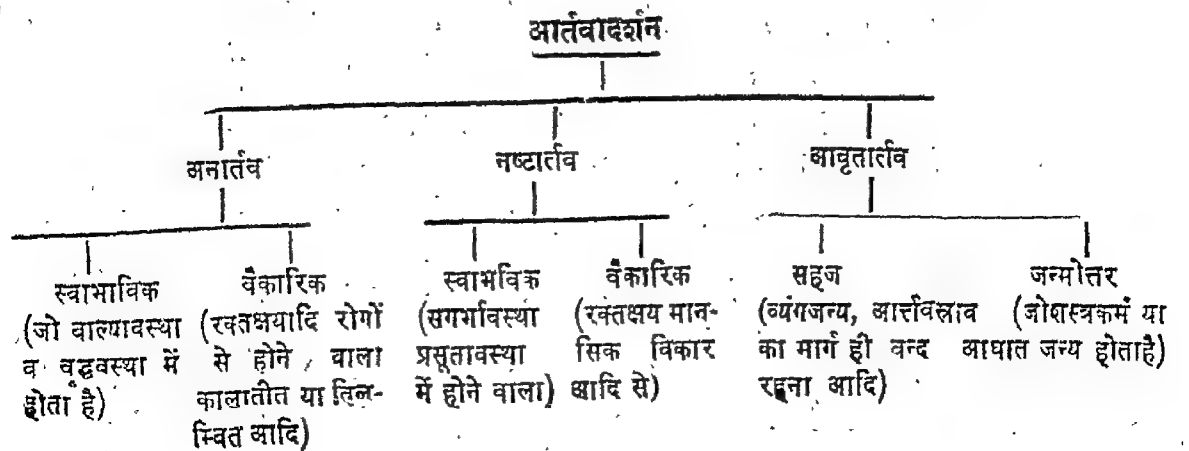 आर्तवादर्शन
अनार्तव
नष्टार्तव
आवृतार्तव
स्वाभाविक
(जो वाल्यावस्था
व वृद्धवस्था में
होता है)
वैकारिक
(रक्तक्षयादि रोगों
से होने वाला
कालातीत या विल-
म्वित आदि)
स्वाभविक
(सगर्भावस्था
प्रसूतावस्था
में होने वाला)
वैकारिक
(रक्तक्षय मान-
सिक विकार
आदि से)
सहज
(व्यंगजन्य, आर्त्तवस्राव
का मार्ग ही वन्द
रहना आदि)
जन्मोत्तर
(जोशस्त्रकर्म या
आघात जन्य होताहै)